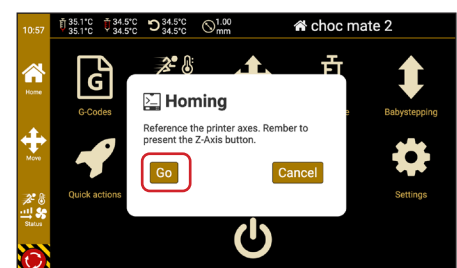 10:57
35.1°C 34.5°C 34.5°C 1.00
35.1°C 34.5°C 34.5°C mm
choc mate 2
Home
Move
Status
G
G-Codes
Babystepping
Quick actions
Settings
Homing
Reference the printer axes. Rember to
present the Z-Axis button.
Go
Cancel